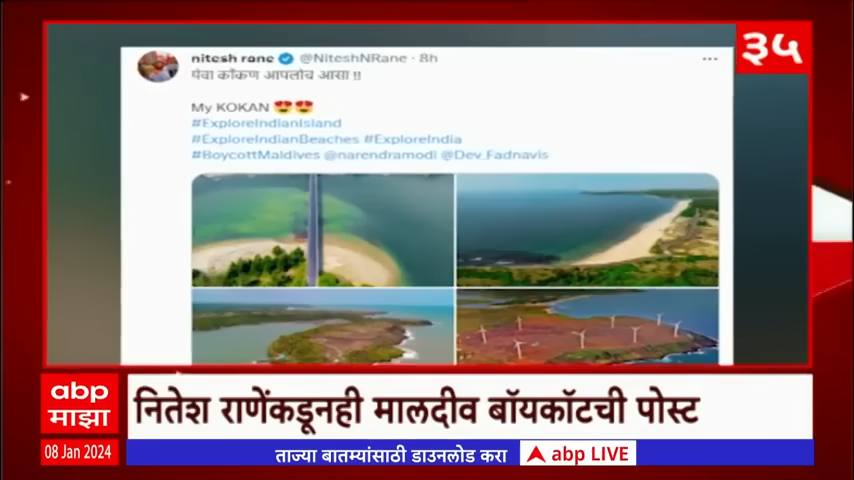 ३५
nitesh rane @NiteshNRane · 8h
येवा कोंकण आपलोच आसा !!
My KOKAN 😍😍
#ExploreIndianIsland
#ExploreIndianBeaches #ExploreIndia
#BoycottMaldives @narendramodi @Dev_Fadnavis
abp
माझा
नितेश राणेंकडूनही मालदीव बॉयकॉटची पोस्ट
08 Jan 2024
ताज्या बातम्यांसाठी डाउनलोड करा abp LIVE